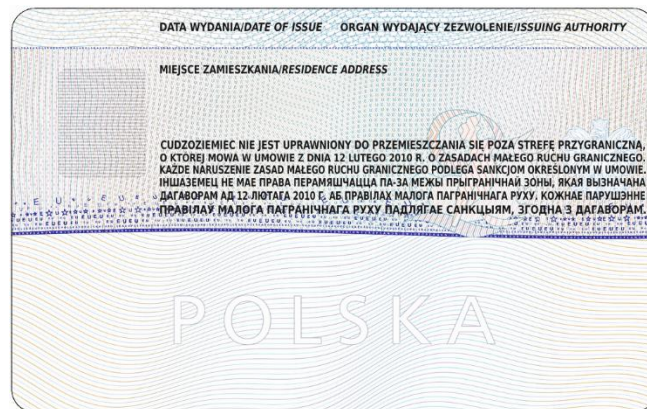 DATA WYDANIA/DATE OF ISSUE ORGAN WYDAJĄCY ZEZWOLENIE/ISSUING AUTHORITY
MIEJSCE ZAMIESZKANIA/RESIDENCE ADDRESS
CUDZOZIEMIEC NIE JEST UPRAWNIONY DO PRZEMIESZCZANIA SIĘ POZA STREFĘ PRZYGRANICZNĄ,
O KTÓREJ MOWA W UMOWIE Z DNIA 12 LUTEGO 2010 R. O ZASADACH MAŁEGO RUCHU GRANICZNEGO.
KAŻDE NARUSZENIE ZASAD MAŁEGO RUCHU GRANICZNEGO PODLEGA SANKCJOM OKREŚLONYM W UMOWIE.
ІНШАЗЕМЕЦ НЕ МАЕ ПРАВА ПЕРАМЯШЧАЦЦА ПА-ЗА МЕЖЫ ПРЫГРАНІЧНАЙ ЗОНЫ, ЯКАЯ ВЫЗНАЧАНА
ДАГАВОРАМ АД 12 ЛЮТАГА 2010 Г. АБ ПРАВІЛАХ МАЛОГА ПАГРАНІЧНАГА РУХУ. КОЖНАЕ ПАРУШЭННЕ
ПРАВІЛАЎ МАЛОГА ПАГРАНІЧНАГА РУХУ ПАДЛЯГАЕ САНКЦЫЯМ, ЗГОДНА З ДАГАВОРАМ.
POLSKA